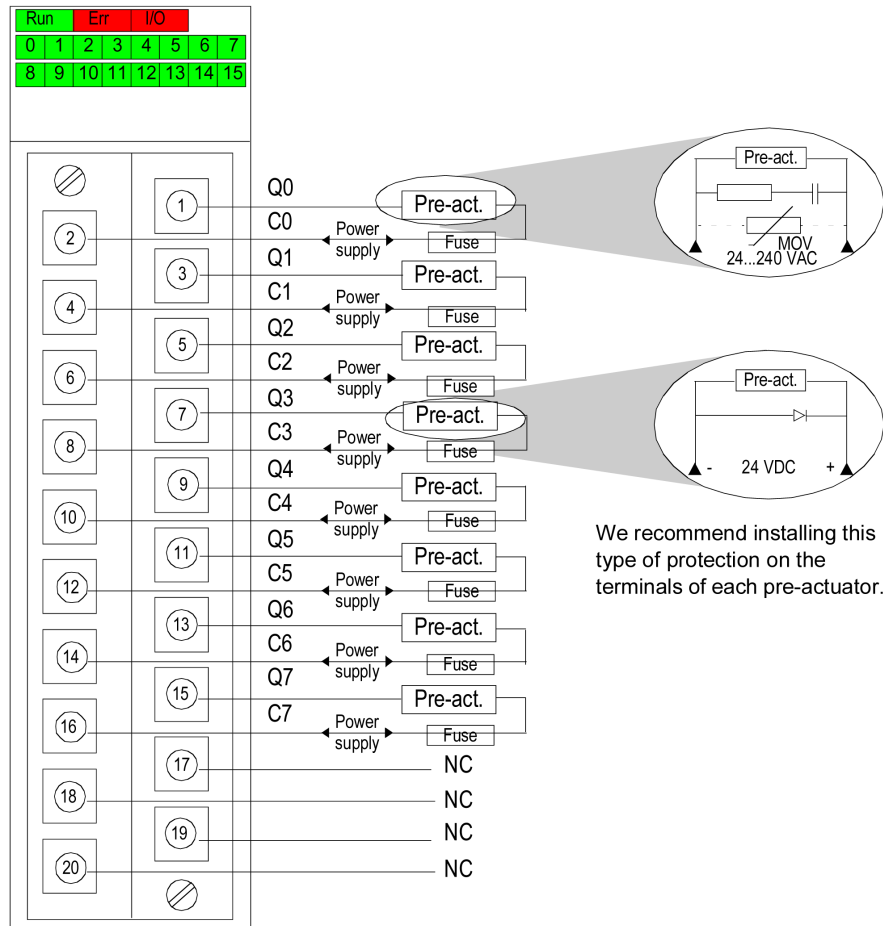 Run Err I/O
0 1 2 3 4 5 6 7
8 9 10 11 12 13 14 15
1 Q0 Pre-act.
2 C0 Power supply Fuse
3 Q1 Pre-act.
4 C1 Power supply Fuse
5 Q2 Pre-act.
6 C2 Power supply Fuse
7 Q3 Pre-act.
8 C3 Power supply Fuse
9 Q4 Pre-act.
10 C4 Power supply Fuse
11 Q5 Pre-act.
12 C5 Power supply Fuse
13 Q6 Pre-act.
14 C6 Power supply Fuse
15 Q7 Pre-act.
16 C7 Power supply Fuse
17 NC
18 NC
19 NC
20 NC
Pre-act.
MOV
24...240 VAC
Pre-act.
- 24 VDC +
We recommend installing this
type of protection on the
terminals of each pre-actuator.